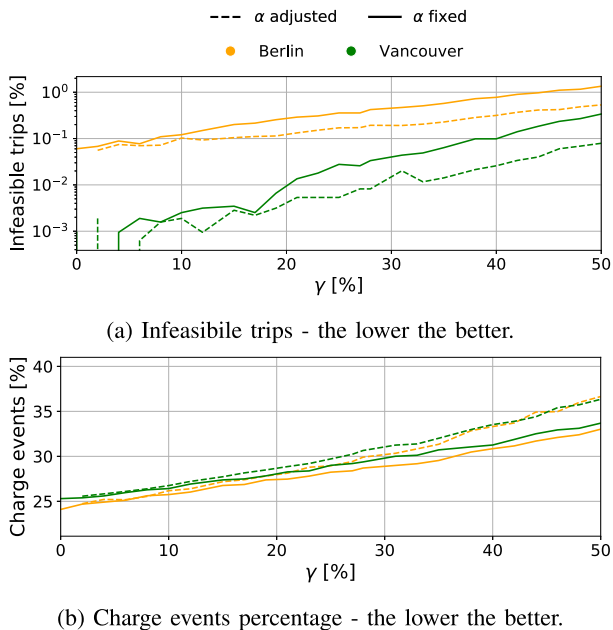 α adjusted α fixed
Berlin Vancouver
Infeasible trips [%]
10⁰
10⁻¹
10⁻²
10⁻³
0 10 20 30 40 50
γ [%]
(a) Infeasibile trips - the lower the better.
Charge events [%]
40
35
30
25
0 10 20 30 40 50
γ [%]
(b) Charge events percentage - the lower the better.